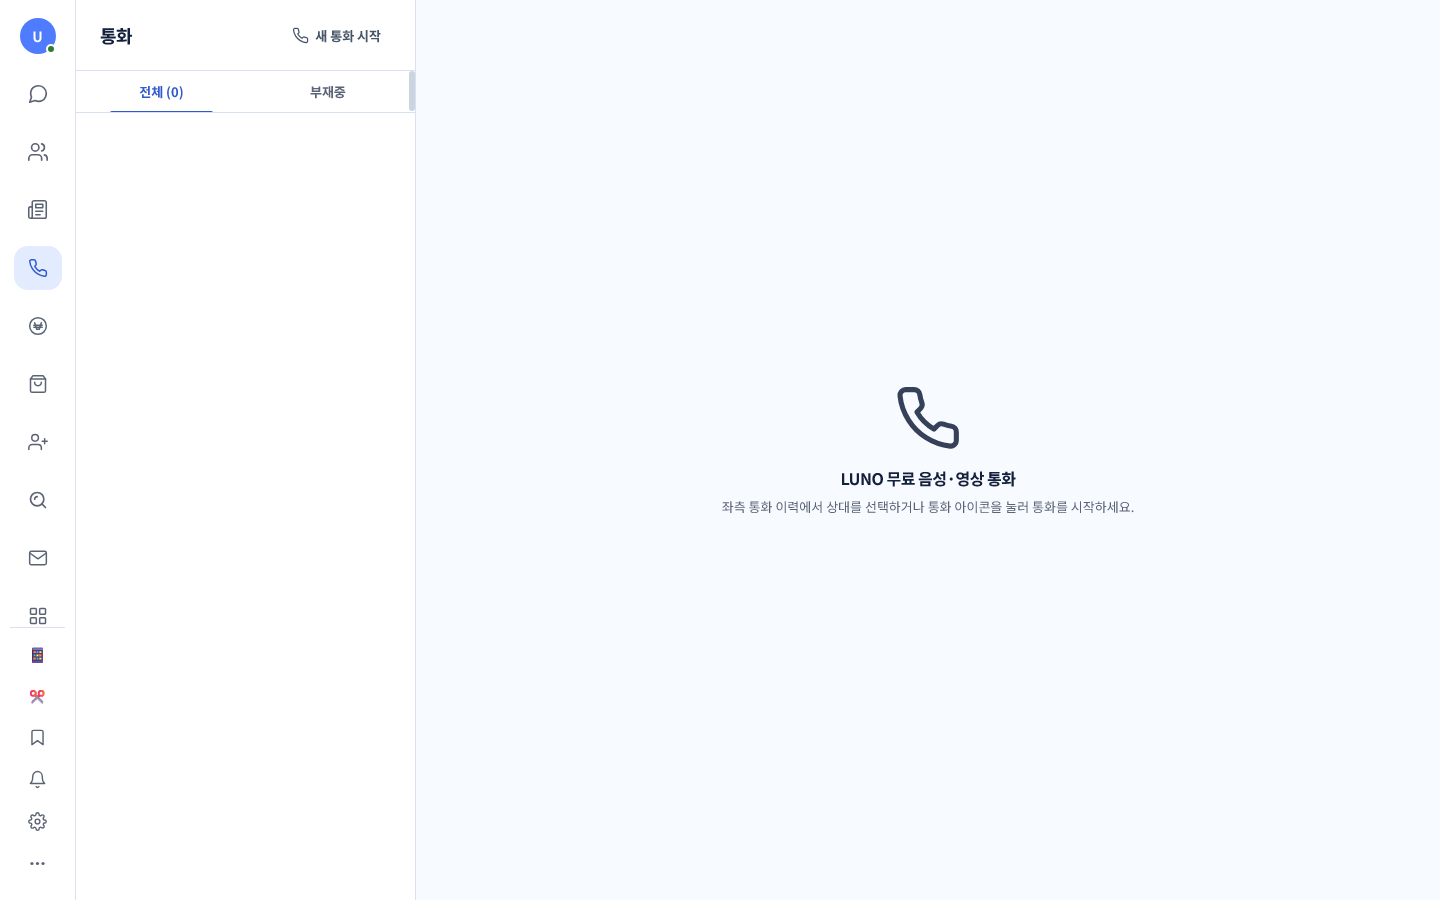 U
통화
새 통화 시작
전체 (0)
부재중
LUNO 무료 음성·영상 통화
좌측 통화 이력에서 상대를 선택하거나 통화 아이콘을 눌러 통화를 시작하세요.